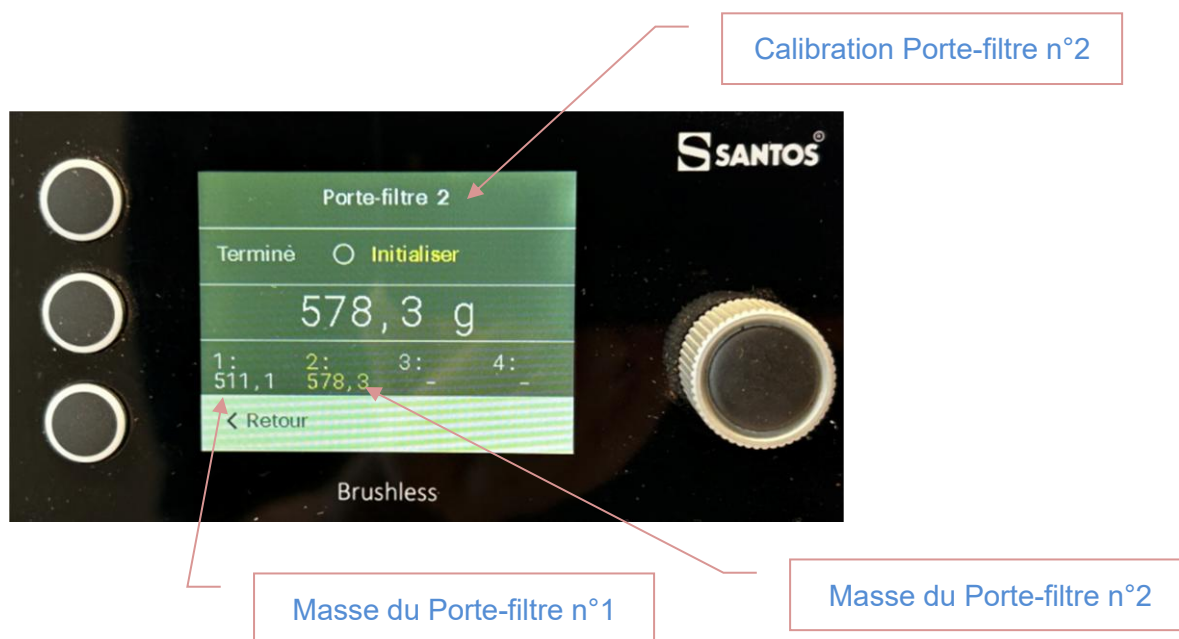 Calibration Porte-filtre n°2
SANTOS®
Porte-filtre 2
Terminé Initialiser
578,3 g
1: 2: 3: 4:
511,1 578,3 - -
< Retour
Brushless
Masse du Porte-filtre n°1
Masse du Porte-filtre n°2